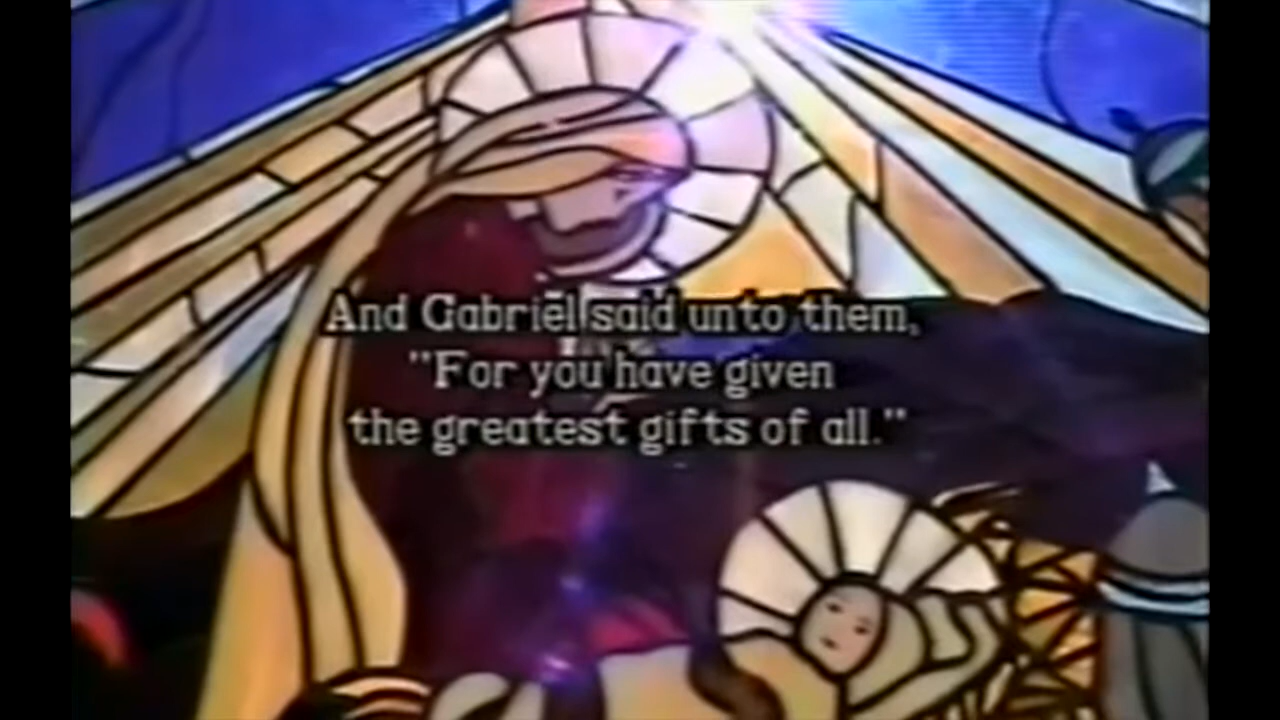 And Gabriel said unto them,
"For you have given
the greatest gifts of all."